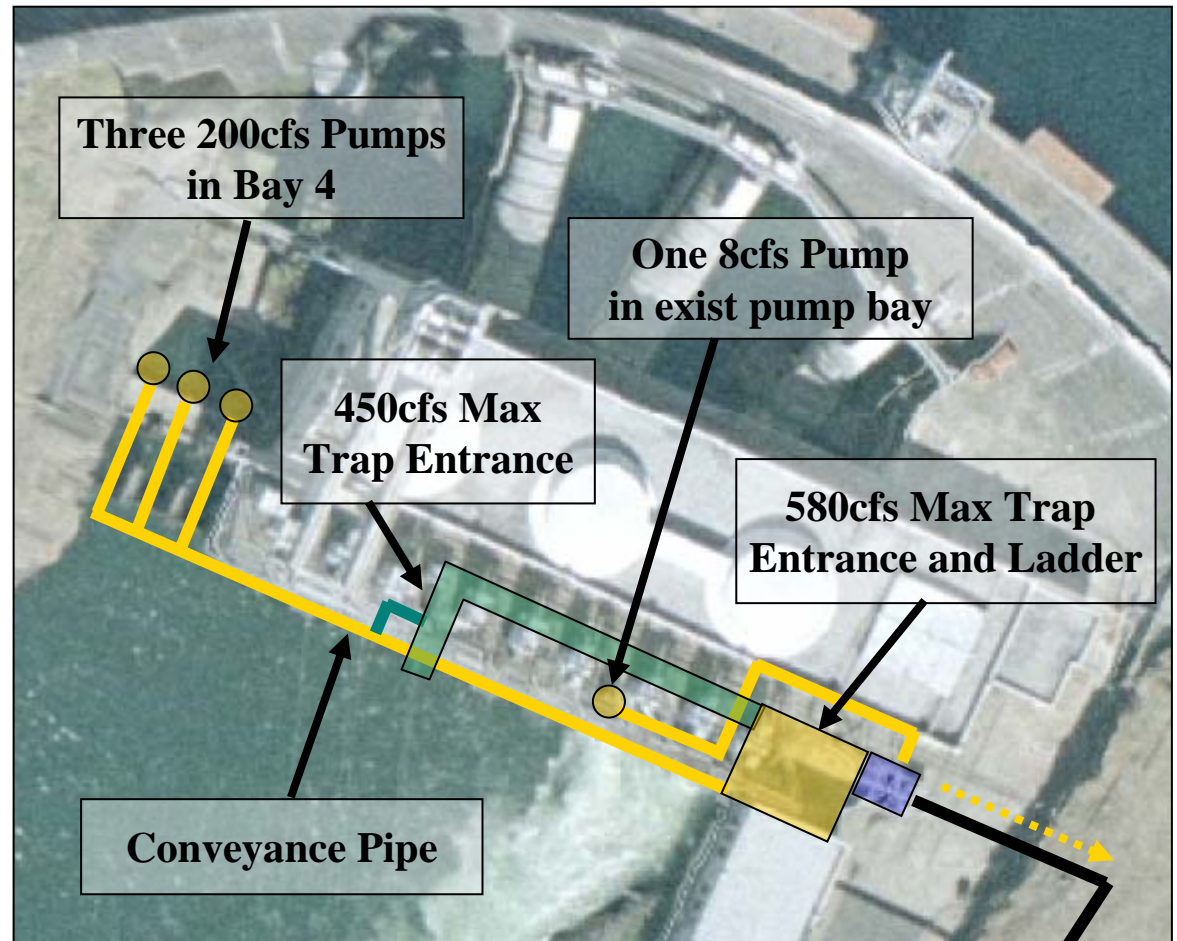 Three 200cfs Pumps
in Bay 4
One 8cfs Pump
in exist pump bay
450cfs Max
Trap Entrance
580cfs Max Trap
Entrance and Ladder
Conveyance Pipe